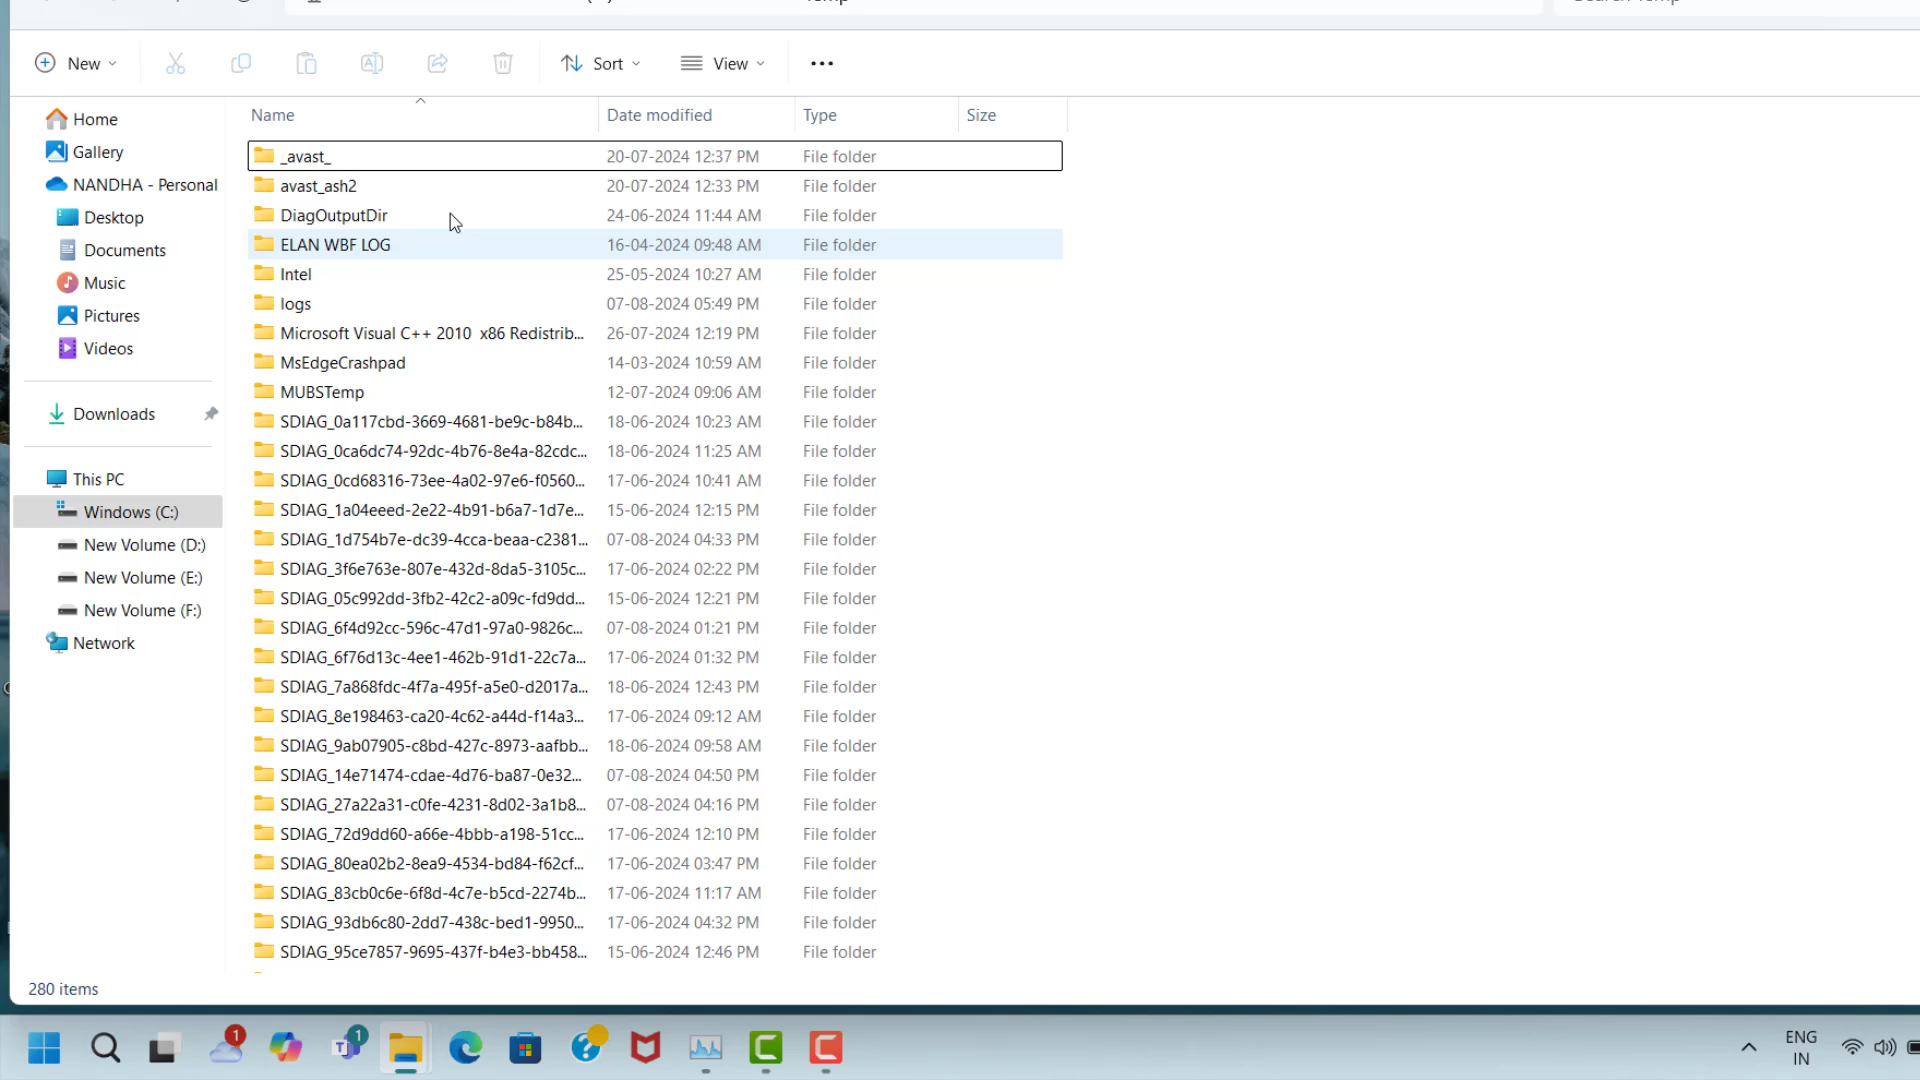 Temp
Search Temp
New
Sort
View
Name Date modified Type Size
Home
Gallery
NANDHA - Personal
Desktop
Documents
Music
Pictures
Videos
Downloads
This PC
Windows (C:)
New Volume (D:)
New Volume (E:)
New Volume (F:)
Network
_avast_ 20-07-2024 12:37 PM File folder
avast_ash2 20-07-2024 12:33 PM File folder
DiagOutputDir 24-06-2024 11:44 AM File folder
ELAN WBF LOG 16-04-2024 09:48 AM File folder
Intel 25-05-2024 10:27 AM File folder
logs 07-08-2024 05:49 PM File folder
Microsoft Visual C++ 2010 x86 Redistrib... 26-07-2024 12:19 PM File folder
MsEdgeCrashpad 14-03-2024 10:59 AM File folder
MUBSTemp 12-07-2024 09:06 AM File folder
SDIAG_0a117cbd-3669-4681-be9c-b84b... 18-06-2024 10:23 AM File folder
SDIAG_0ca6dc74-92dc-4b76-8e4a-82cdc... 18-06-2024 11:25 AM File folder
SDIAG_0cd68316-73ee-4a02-97e6-f0560... 17-06-2024 10:41 AM File folder
SDIAG_1a04eeed-2e22-4b91-b6a7-1d7e... 15-06-2024 12:15 PM File folder
SDIAG_1d754b7e-dc39-4cca-beaa-c2381... 07-08-2024 04:33 PM File folder
SDIAG_3f6e763e-807e-432d-8da5-3105c... 17-06-2024 02:22 PM File folder
SDIAG_05c992dd-3fb2-42c2-a09c-fd9dd... 15-06-2024 12:21 PM File folder
SDIAG_6f4d92cc-596c-47d1-97a0-9826c... 07-08-2024 01:21 PM File folder
SDIAG_6f76d13c-4ee1-462b-91d1-22c7a... 17-06-2024 01:32 PM File folder
SDIAG_7a868fdc-4f7a-495f-a5e0-d2017a... 18-06-2024 12:43 PM File folder
SDIAG_8e198463-ca20-4c62-a44d-f14a3... 17-06-2024 09:12 AM File folder
SDIAG_9ab07905-c8bd-427c-8973-aafbb... 18-06-2024 09:58 AM File folder
SDIAG_14e71474-cdae-4d76-ba87-0e32... 07-08-2024 04:50 PM File folder
SDIAG_27a22a31-c0fe-4231-8d02-3a1b8... 07-08-2024 04:16 PM File folder
SDIAG_72d9dd60-a66e-4bbb-a198-51cc... 17-06-2024 12:10 PM File folder
SDIAG_80ea02b2-8ea9-4534-bd84-f62cf... 17-06-2024 03:47 PM File folder
SDIAG_83cb0c6e-6f8d-4c7e-b5cd-2274b... 17-06-2024 11:17 AM File folder
SDIAG_93db6c80-2dd7-438c-bed1-9950... 17-06-2024 04:32 PM File folder
SDIAG_95ce7857-9695-437f-b4e3-bb458... 15-06-2024 12:46 PM File folder
280 items
1
1
ENG
IN